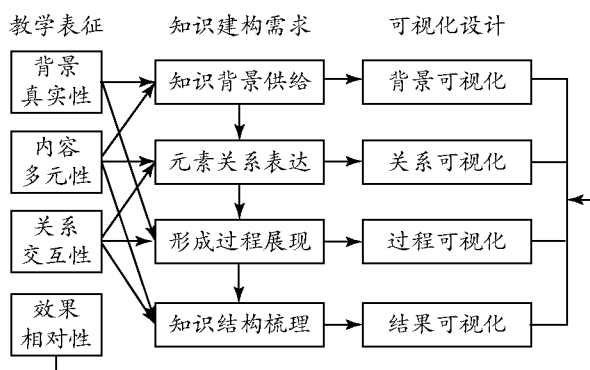 教学表征 知识建构需求 可视化设计
背景
真实性
知识背景供给
背景可视化
内容
多元性
元素关系表达
关系可视化
关系
交互性
形成过程展现
过程可视化
效果
相对性
知识结构梳理
结果可视化